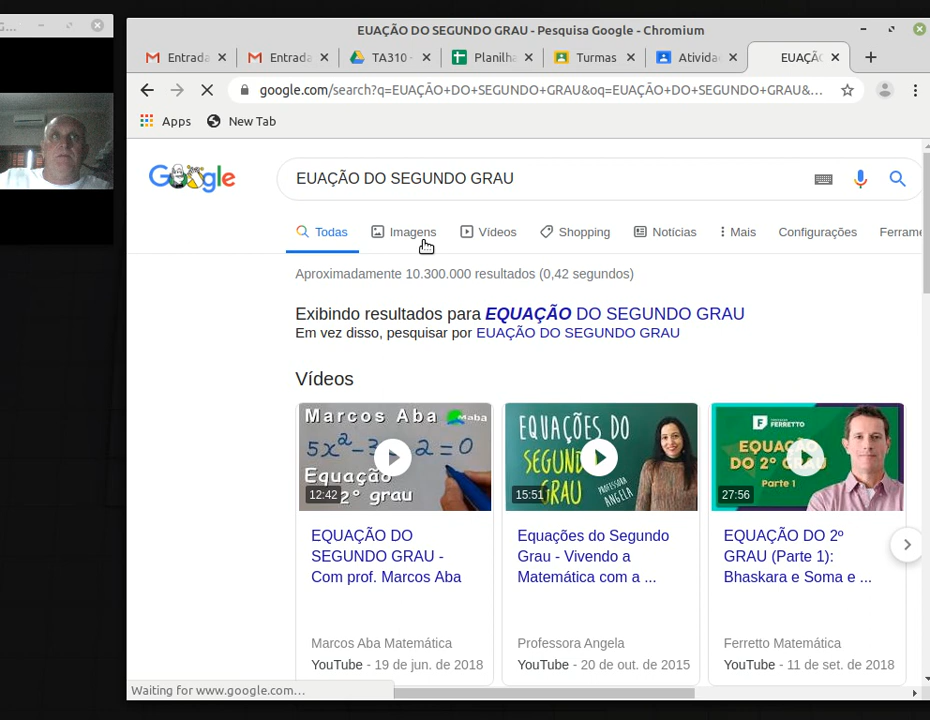 G...
EUAÇÃO DO SEGUNDO GRAU - Pesquisa Google - Chromium
Entrada
Entrada
TA310 -
Planilha
Turmas
Ativida
EUAÇÃ
google.com/search?q=EUAÇÃO+DO+SEGUNDO+GRAU&oq=EUAÇÃO+DO+SEGUNDO+GRAU&...
Apps
New Tab
Google
EUAÇÃO DO SEGUNDO GRAU
Todas
Imagens
Vídeos
Shopping
Notícias
Mais
Configurações
Ferrame
Aproximadamente 10.300.000 resultados (0,42 segundos)
Exibindo resultados para EQUAÇÃO DO SEGUNDO GRAU
Em vez disso, pesquisar por EUAÇÃO DO SEGUNDO GRAU
Vídeos
Marcos Aba
Maba
2 = 0
Equação
2° grau
12:42
EQUAÇÃO DO
SEGUNDO GRAU -
Com prof. Marcos Aba
Marcos Aba Matemática
YouTube - 19 de jun. de 2018
EQUAÇÕES DO
GRAU
PROFESSORA
ANGELA
15:51
Equações do Segundo
Grau - Vivendo a
Matemática com a ...
Professora Angela
YouTube - 20 de out. de 2015
FERRETTO
EQUAÇÃO
DO 2º GRAU
Parte 1
27:56
EQUAÇÃO DO 2º
GRAU (Parte 1):
Bhaskara e Soma e ...
Ferretto Matemática
YouTube - 11 de set. de 2018
Waiting for www.google.com...